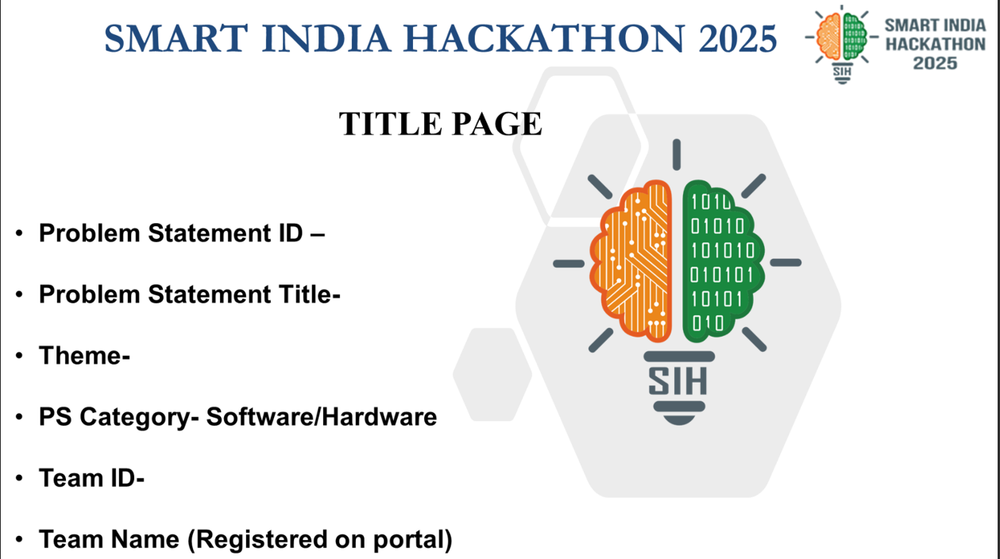 SMART INDIA HACKATHON 2025
SMART INDIA
HACKATHON
2025
SIH
TITLE PAGE
• Problem Statement ID –
• Problem Statement Title-
• Theme-
• PS Category- Software/Hardware
• Team ID-
• Team Name (Registered on portal)
101L
01010
101010
010101
10101
010
SIH